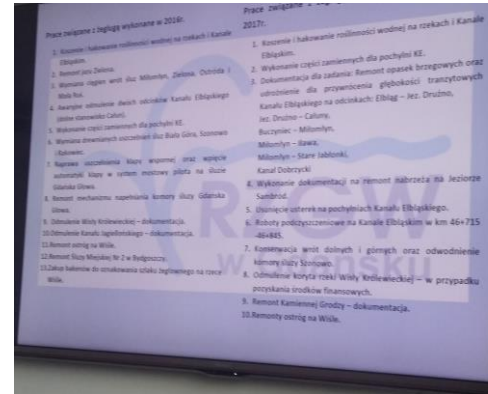 Prace związane z żeglugą wykonane w 2016r.
1. Koszenie i hakowanie roślinności wodnej na rzekach i Kanale
Elbląskim.
2. Remont jazu Zielona.
3. Wymiana cięgien wrót śluz Miłomłyn, Zielona, Ostróda i
Mała Ruś.
4. Awaryjne odmulenie dwóch odcinków Kanału Elbląskiego
(dolne stanowisko Całun).
5. Wykonanie części zamiennych dla pochylni KE.
6. Wymiana drewnianych uszczelnień śluz Biała Góra, Szonowo
i Rakowiec.
7. Naprawa uszczelnienia klapy wspornej oraz wpięcie
automatyki klapy w system mostowy pilota na śluzie
Gdańska Głowa.
8. Remont mechanizmu napełniania komory śluzy Gdańska
Głowa.
9. Odmulenie Wisły Królewieckiej – dokumentacja.
10. Odmulenie Kanału Jagiellońskiego – dokumentacja.
11. Remont ostróg na Wiśle.
12. Remont Śluzy Miejskiej Nr 2 w Bydgoszczy.
13. Zakup balonów do oznakowania szlaku żeglownego na rzece
Wiśle.
Prace związane z żeglugą
2017r.
1. Koszenie i hakowanie roślinności wodnej na rzekach i Kanale
Elbląskim.
2. Wykonanie części zamiennych dla pochylni KE.
3. Dokumentacja dla zadania: Remont opasek brzegowych oraz
udrożnienie dla przywrócenia głębokości tranzytowych
Kanału Elbląskiego na odcinkach: Elbląg – Jez. Drużno,
Jez. Drużno – Całuny,
Buczyniec – Miłomłyn,
Miłomłyn – Iława,
Miłomłyn – Stare Jabłonki,
Kanał Dobrzycki
4. Wykonanie dokumentacji na remont nabrzeża na Jeziorze
Sambród.
5. Usunięcie usterek na pochylniach Kanału Elbląskiego.
6. Roboty podczyszczeniowe na Kanale Elbląskim w km 46+715
-46+845.
7. Konserwacja wrót dolnych i górnych oraz odwodnienie
komory śluzy Szonowo.
8. Odmulenie koryta rzeki Wisły Królewieckiej – w przypadku
pozyskania środków finansowych.
9. Remont Kamiennej Grodzy – dokumentacja.
10. Remonty ostróg na Wiśle.
RZGW
w Gdańsku